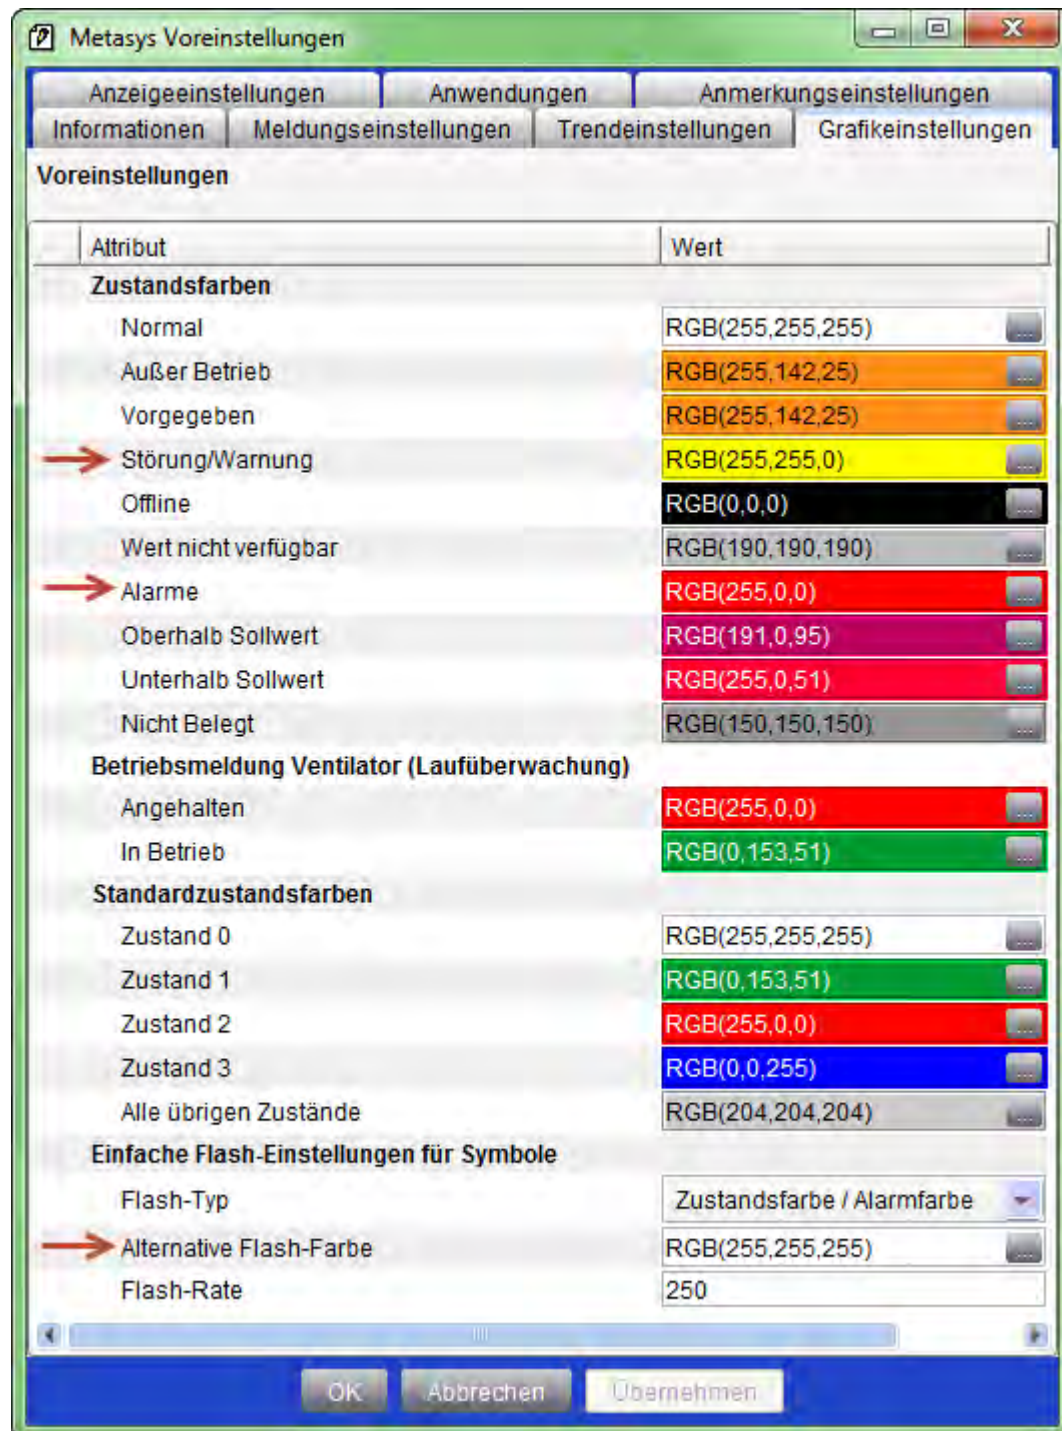 Metasys Voreinstellungen
Anzeigeeinstellungen Anwendungen Anmerkungseinstellungen
Informationen Meldungseinstellungen Trendeinstellungen Grafikeinstellungen
Voreinstellungen
Attribut Wert
Zustandsfarben
Normal RGB(255,255,255) ...
Außer Betrieb RGB(255,142,25) ...
Vorgegeben RGB(255,142,25) ...
Störung/Warnung RGB(255,255,0) ...
Offline RGB(0,0,0) ...
Wert nicht verfügbar RGB(190,190,190) ...
Alarme RGB(255,0,0) ...
Oberhalb Sollwert RGB(191,0,95) ...
Unterhalb Sollwert RGB(255,0,51) ...
Nicht Belegt RGB(150,150,150) ...
Betriebsmeldung Ventilator (Laufüberwachung)
Angehalten RGB(255,0,0) ...
In Betrieb RGB(0,153,51) ...
Standardzustandsfarben
Zustand 0 RGB(255,255,255) ...
Zustand 1 RGB(0,153,51) ...
Zustand 2 RGB(255,0,0) ...
Zustand 3 RGB(0,0,255) ...
Alle übrigen Zustände RGB(204,204,204) ...
Einfache Flash-Einstellungen für Symbole
Flash-Typ Zustandsfarbe / Alarmfarbe
Alternative Flash-Farbe RGB(255,255,255) ...
Flash-Rate 250
OK Abbrechen Übernehmen